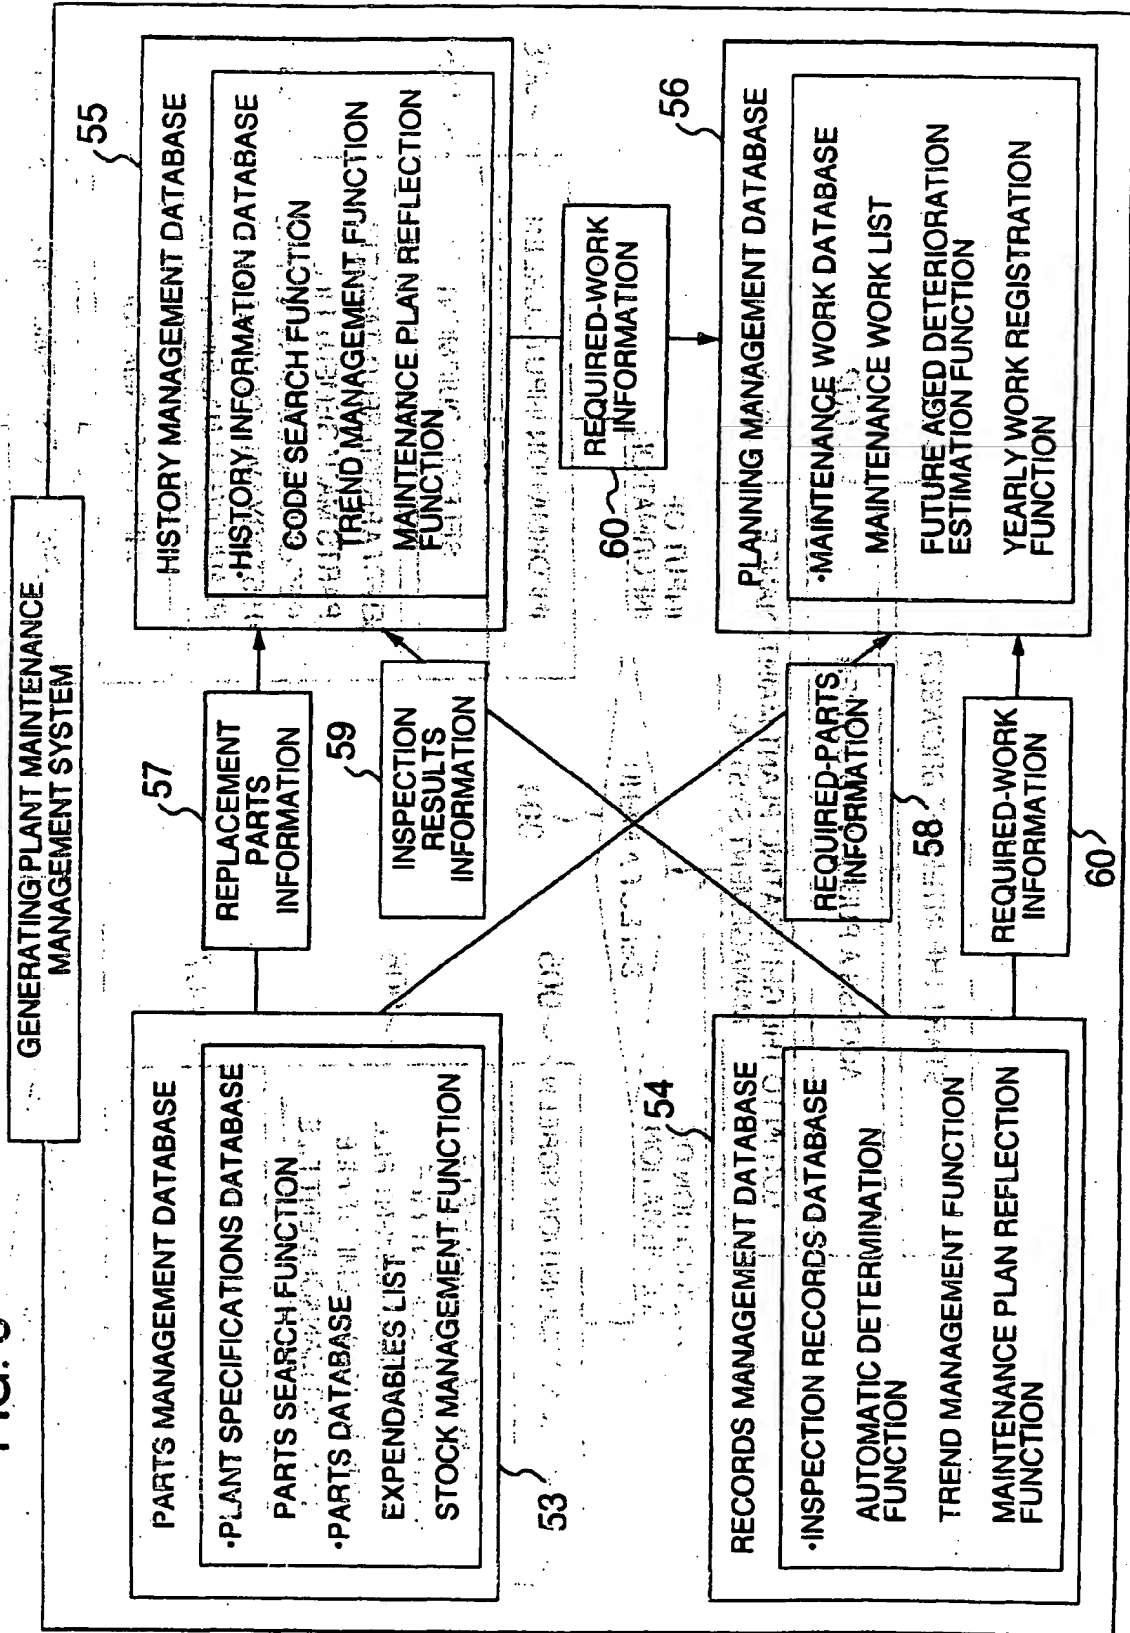 GENERATING PLANT MAINTENANCE
MANAGEMENT SYSTEM
PARTS MANAGEMENT DATABASE
•PLANT SPECIFICATIONS DATABASE
PARTS SEARCH FUNCTION
•PARTS DATABASE
EXPENDABLES LIST
STOCK MANAGEMENT FUNCTION
53
57
REPLACEMENT
PARTS
INFORMATION
59
INSPECTION
RESULTS
INFORMATION
55
HISTORY MANAGEMENT DATABASE
•HISTORY INFORMATION DATABASE
CODE SEARCH FUNCTION
TREND MANAGEMENT FUNCTION
MAINTENANCE PLAN REFLECTION
FUNCTION
REQUIRED-WORK
INFORMATION
60
54
RECORDS MANAGEMENT DATABASE
•INSPECTION RECORDS DATABASE
AUTOMATIC DETERMINATION
FUNCTION
TREND MANAGEMENT FUNCTION
MAINTENANCE PLAN REFLECTION
FUNCTION
REQUIRED-PARTS
INFORMATION
58
REQUIRED-WORK
INFORMATION
60
56
PLANNING MANAGEMENT DATABASE
•MAINTENANCE WORK DATABASE
MAINTENANCE WORK LIST
FUTURE AGED DETERIORATION
ESTIMATION FUNCTION
YEARLY WORK REGISTRATION
FUNCTION